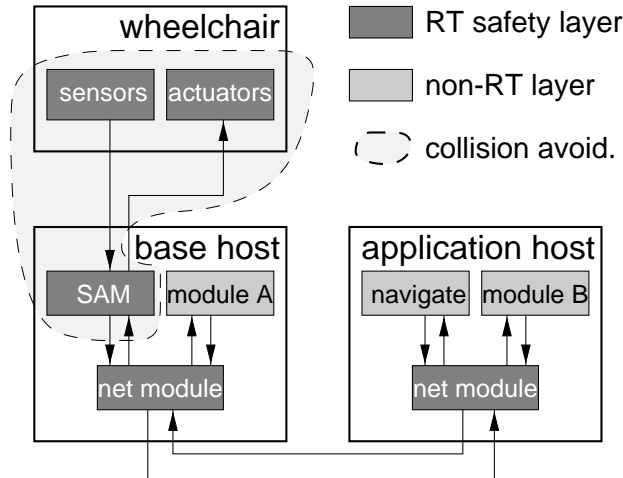 wheelchair
sensors
actuators
RT safety layer
non-RT layer
collision avoid.
base host
SAM
module A
net module
application host
navigate
module B
net module